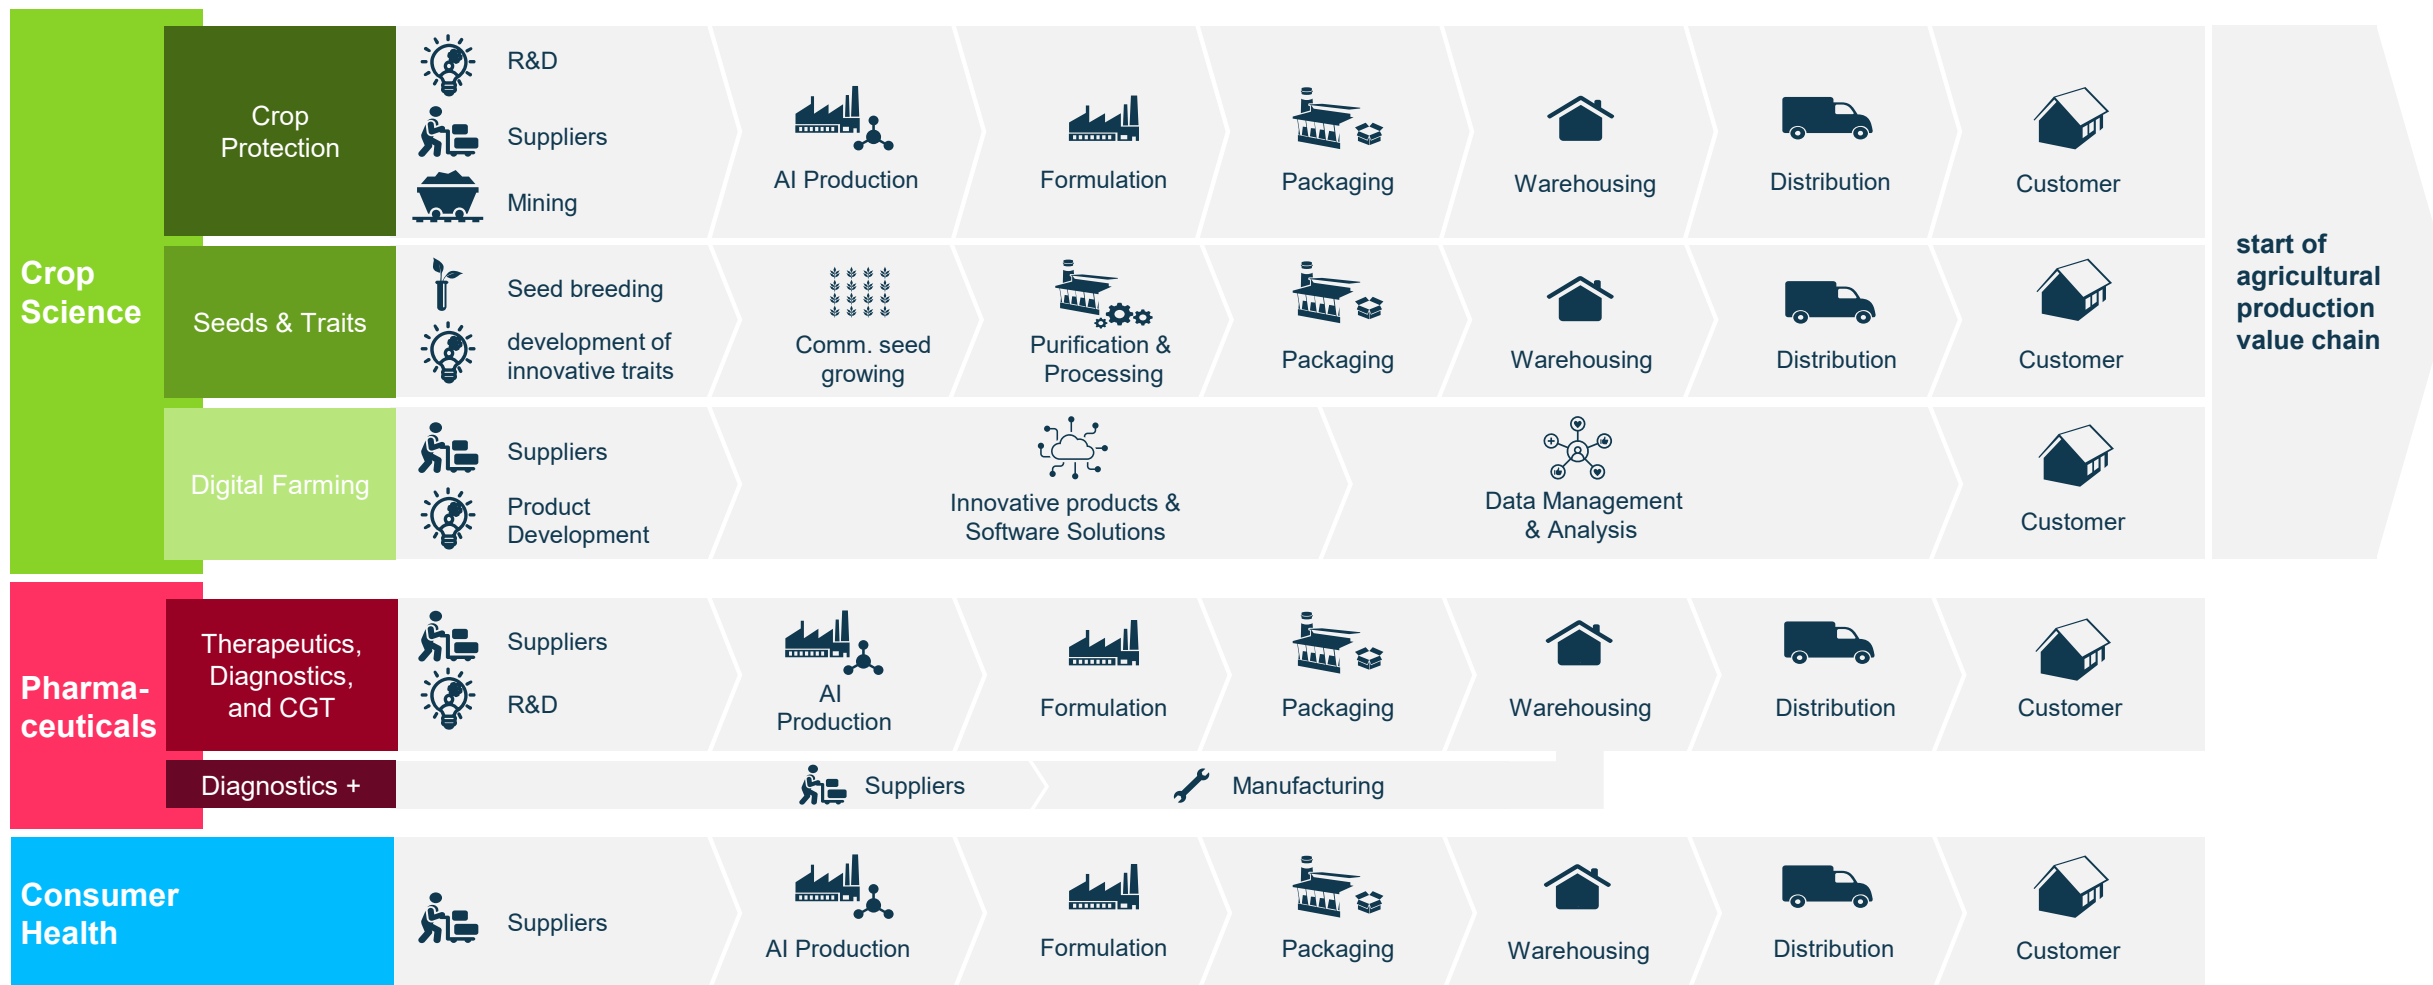 Crop
Science
Crop
Protection
R&D
Suppliers
Mining
AI Production
Formulation
Packaging
Warehousing
Distribution
Customer
Seeds & Traits
Seed breeding
development of
innovative traits
Comm. seed
growing
Purification &
Processing
Packaging
Warehousing
Distribution
Customer
Digital Farming
Suppliers
Product
Development
Innovative products &
Software Solutions
Data Management
& Analysis
Customer
start of
agricultural
production
value chain
Pharma-
ceuticals
Therapeutics,
Diagnostics,
and CGT
Suppliers
R&D
AI
Production
Formulation
Packaging
Warehousing
Distribution
Customer
Diagnostics +
Suppliers
Manufacturing
Consumer
Health
Suppliers
AI Production
Formulation
Packaging
Warehousing
Distribution
Customer